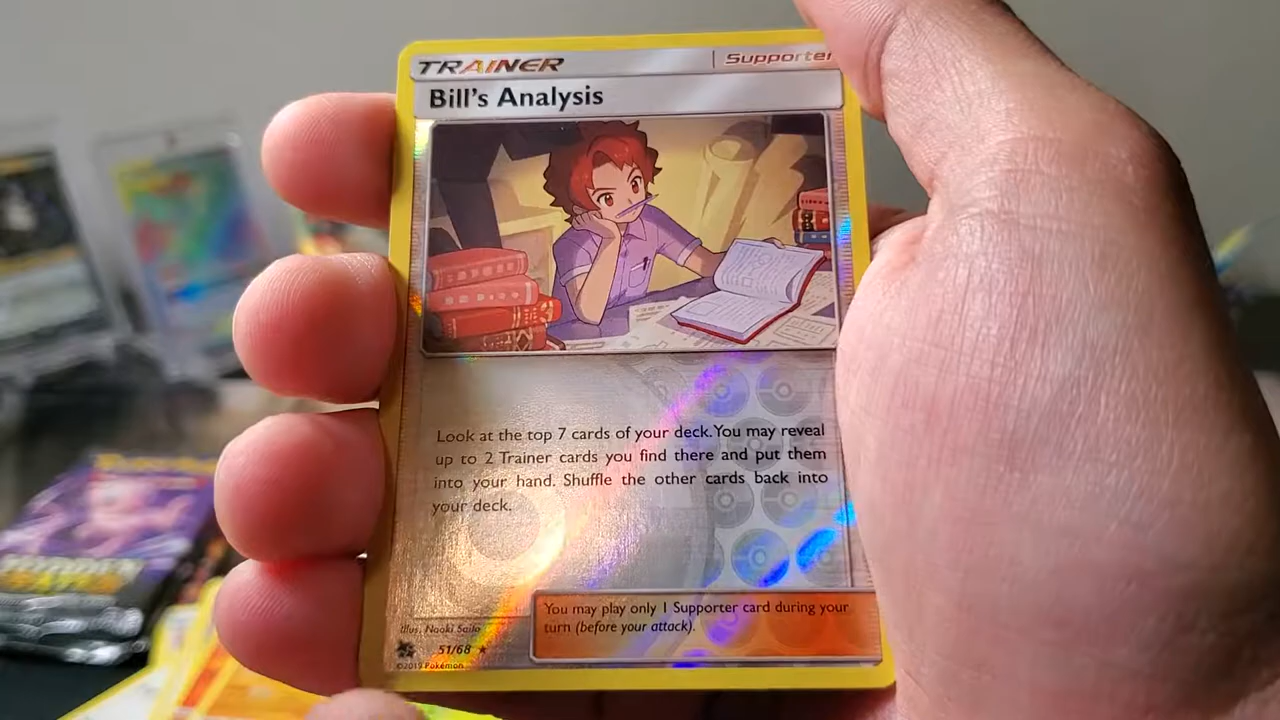 TRAINER Supporter
Bill's Analysis
Look at the top 7 cards of your deck. You may reveal
up to 2 Trainer cards you find there and put them
into your hand. Shuffle the other cards back into
your deck.
You may play only 1 Supporter card during your
turn (before your attack).
Illus. Naoki Saito
51/68 ★
©2019 Pokémon